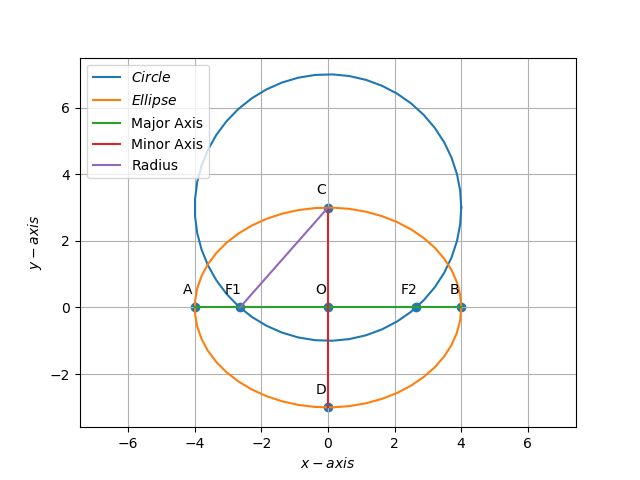 Circle
Ellipse
Major Axis
Minor Axis
Radius
6
4
2
0
−2
C
A F1 O F2 B
D
−6 −4 −2 0 2 4 6
x − axis
y − axis